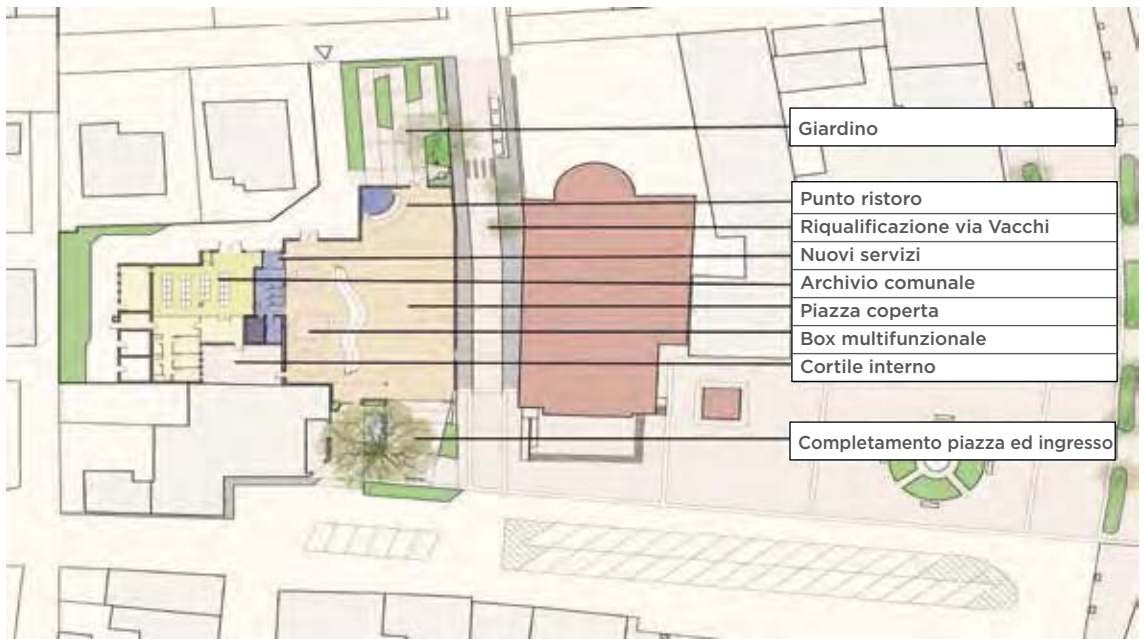 Giardino
Punto ristoro
Riqualificazione via Vacchi
Nuovi servizi
Archivio comunale
Piazza coperta
Box multifunzionale
Cortile interno
Completamento piazza ed ingresso